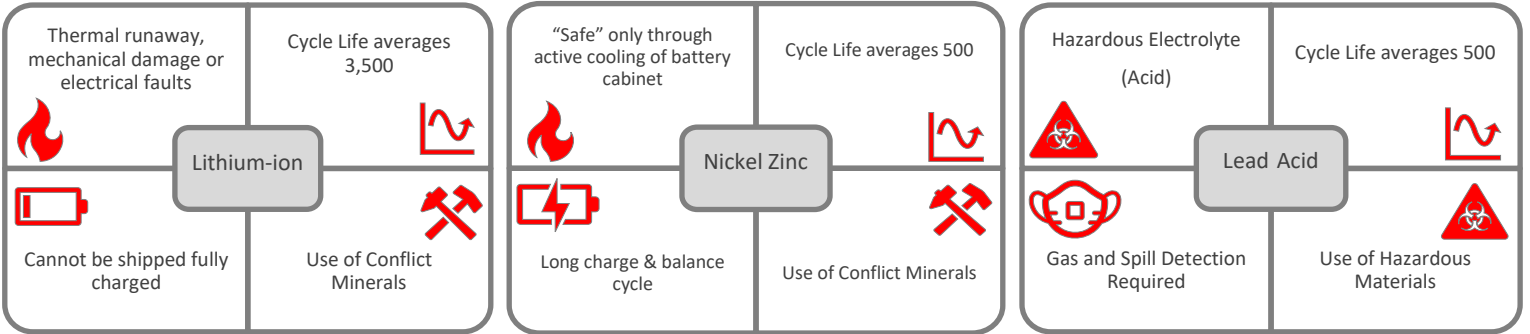 Thermal runaway,
mechanical damage or
electrical faults
Cycle Life averages
3,500
Lithium-ion
Cannot be shipped fully
charged
Use of Conflict
Minerals
“Safe” only through
active cooling of battery
cabinet
Cycle Life averages 500
Nickel Zinc
Long charge & balance
cycle
Use of Conflict Minerals
Hazardous Electrolyte
(Acid)
Cycle Life averages 500
Lead Acid
Gas and Spill Detection
Required
Use of Hazardous
Materials